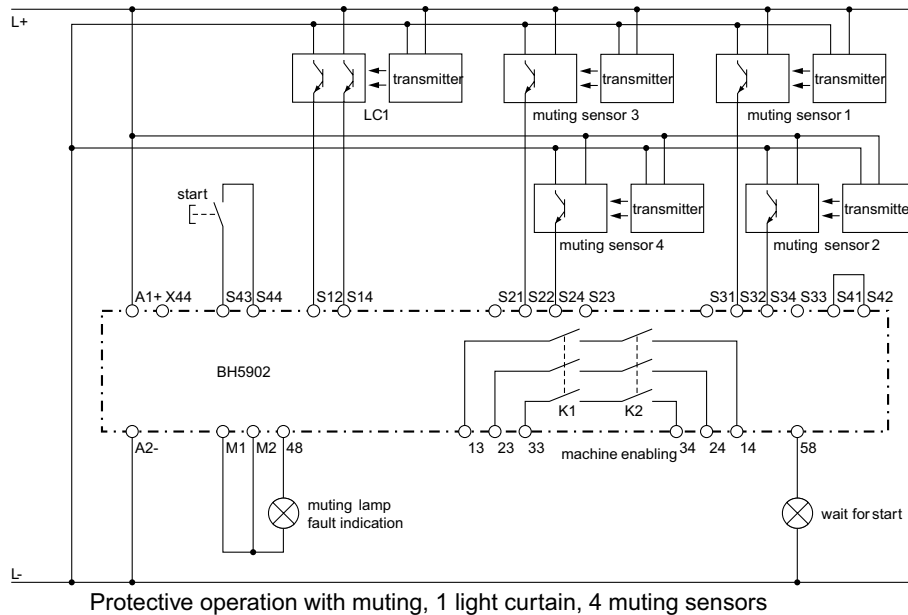 L+
transmitter transmitter transmitter
LC1 muting sensor 3 muting sensor 1
start
transmitter transmitter
muting sensor 4 muting sensor 2
A1+ X44 S43 S44 S12 S14 S21 S22 S24 S23 S31 S32 S34 S33 S41 S42
BH5902
K1 K2
A2- M1 M2 48 13 23 33 machine enabling 34 24 14 58
muting lamp
fault indication
wait for start
L-
Protective operation with muting, 1 light curtain, 4 muting sensors